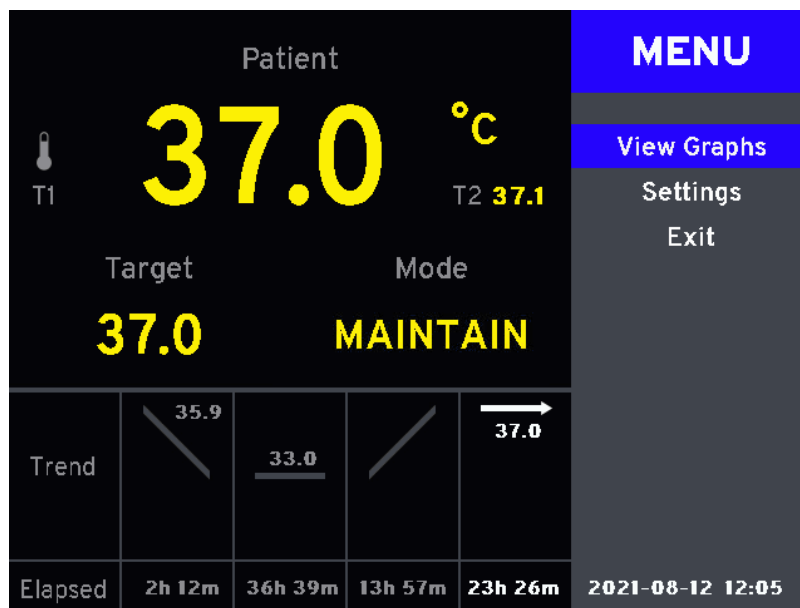 Patient
MENU
37.0 °C
T1
T2 37.1
View Graphs
Settings
Exit
Target
Mode
37.0
MAINTAIN
Trend
35.9
33.0
37.0
Elapsed
2h 12m
36h 39m
13h 57m
23h 26m
2021-08-12 12:05